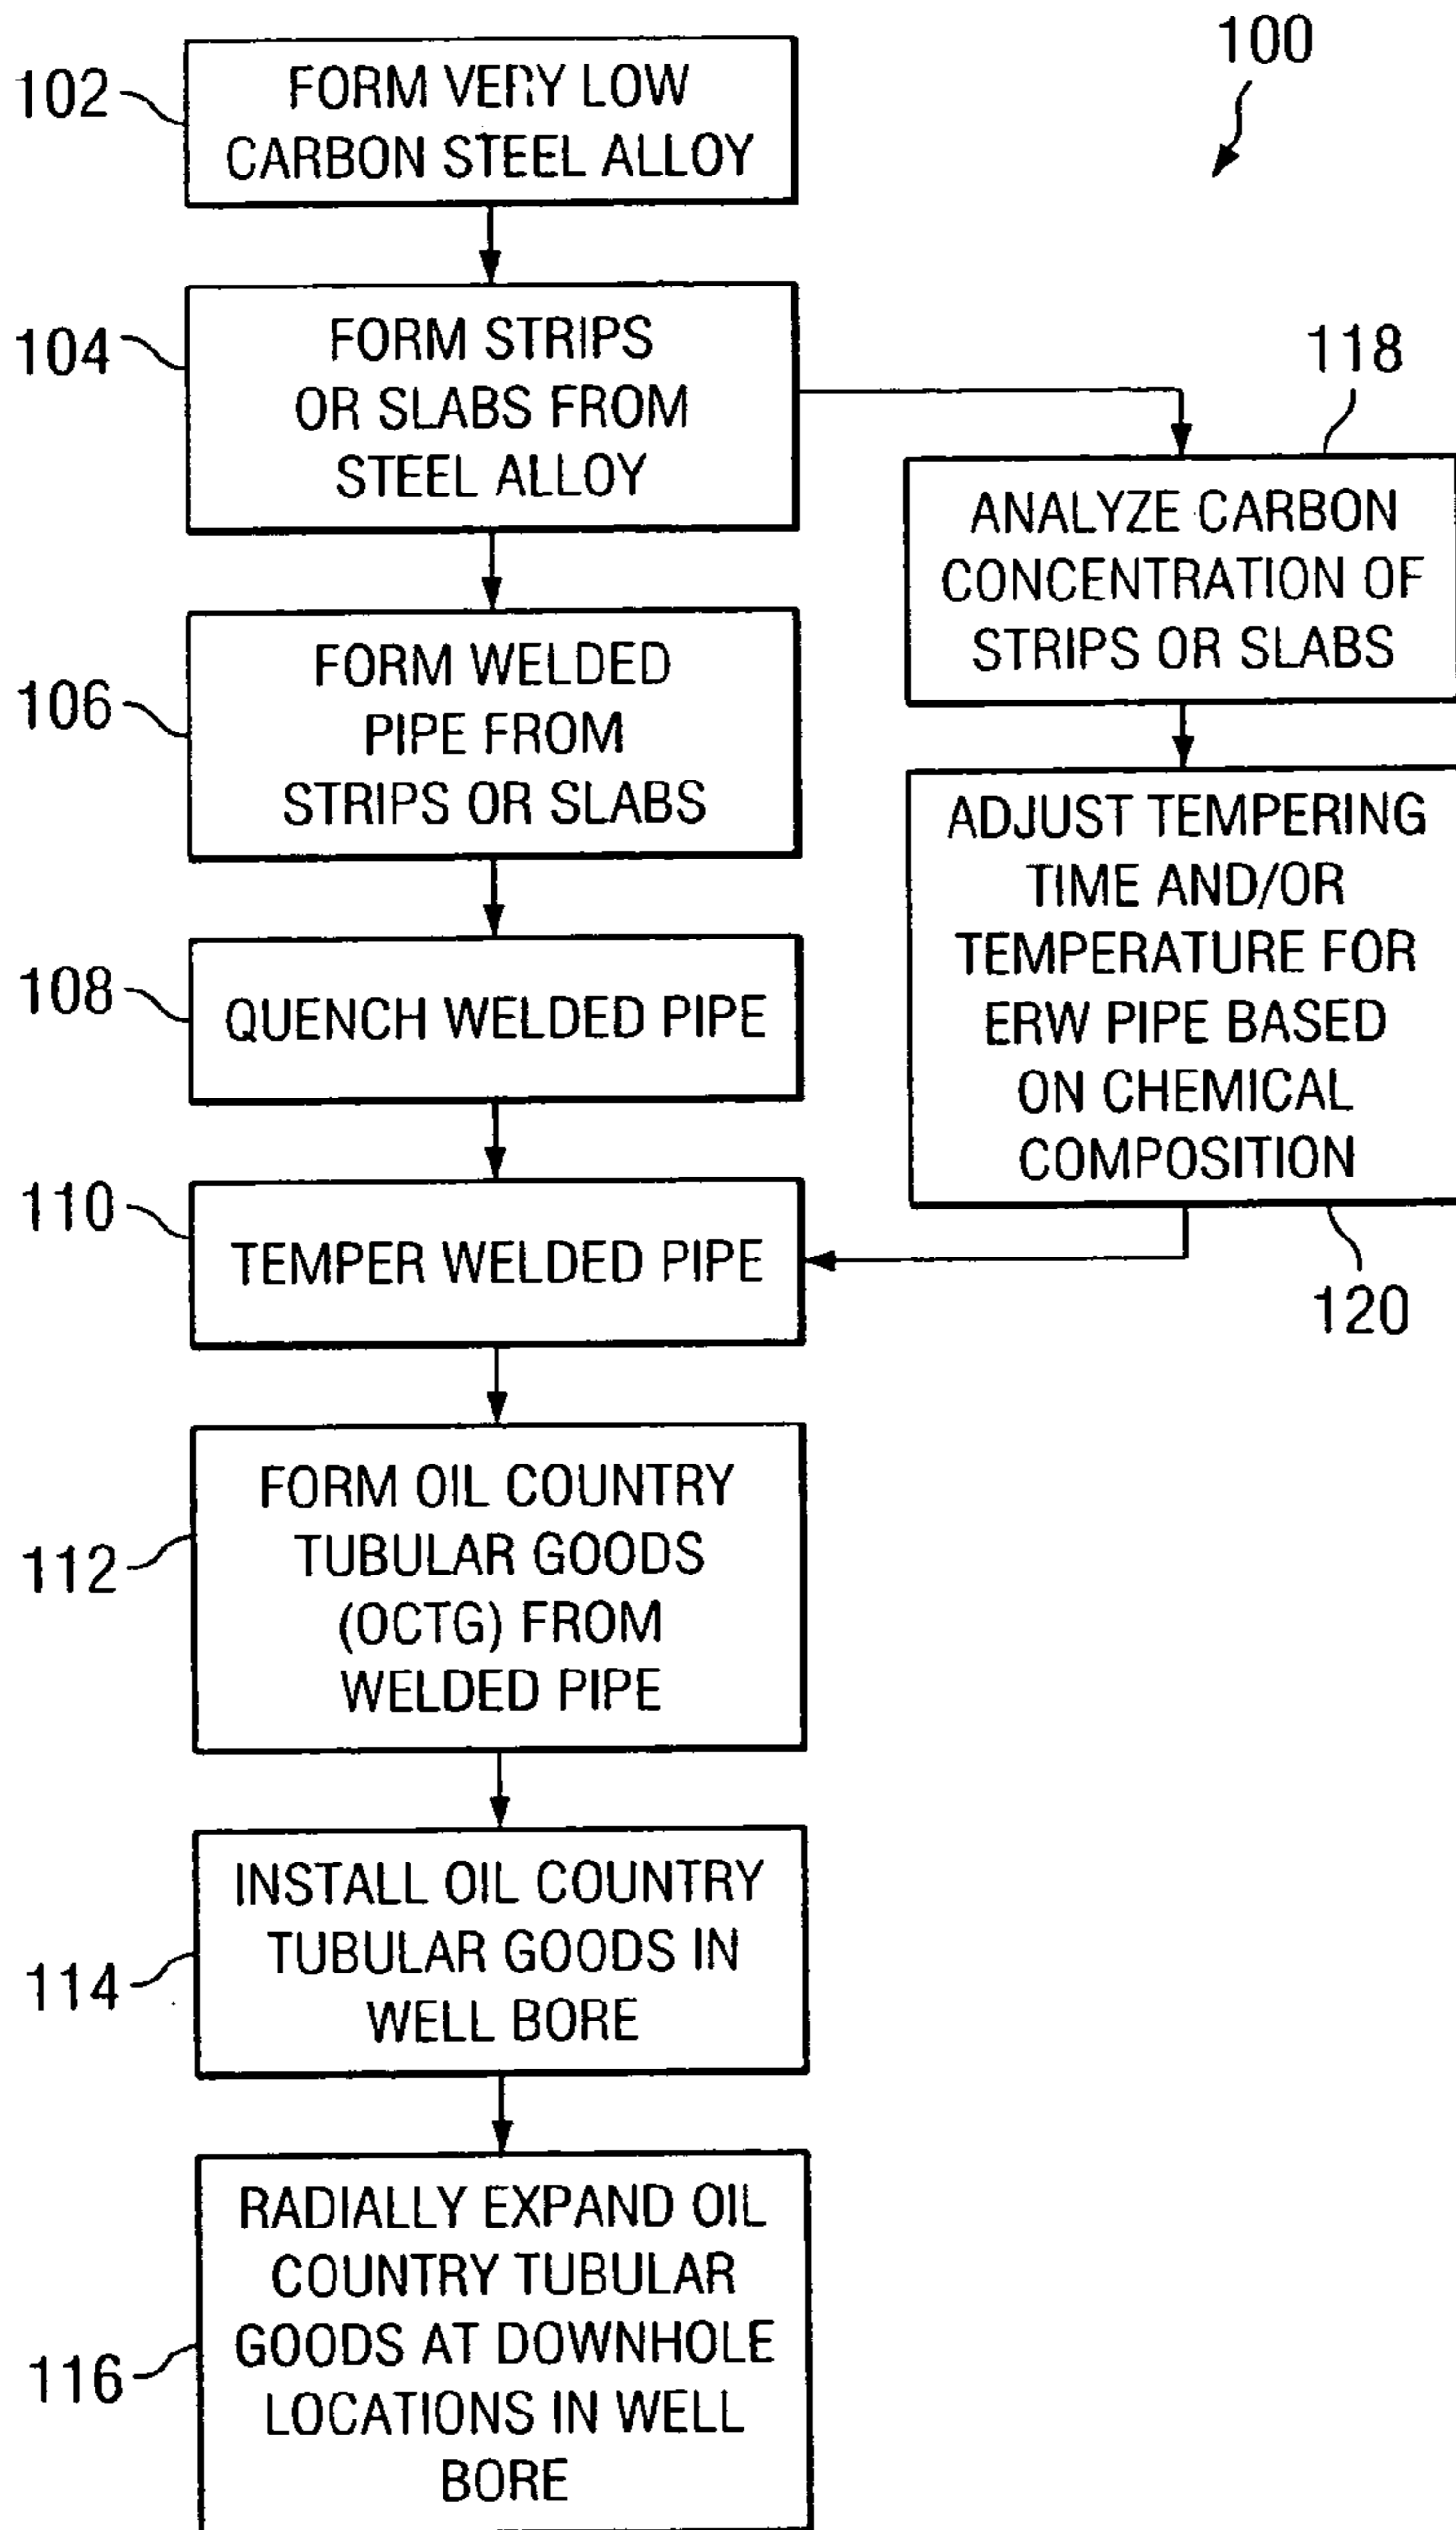 100
102
FORM VERY LOW
CARBON STEEL ALLOY
104
FORM STRIPS
OR SLABS FROM
STEEL ALLOY
118
ANALYZE CARBON
CONCENTRATION OF
STRIPS OR SLABS
106
FORM WELDED
PIPE FROM
STRIPS OR SLABS
ADJUST TEMPERING
TIME AND/OR
TEMPERATURE FOR
ERW PIPE BASED
ON CHEMICAL
COMPOSITION
120
108
QUENCH WELDED PIPE
110
TEMPER WELDED PIPE
112
FORM OIL COUNTRY
TUBULAR GOODS
(OCTG) FROM
WELDED PIPE
114
INSTALL OIL COUNTRY
TUBULAR GOODS IN
WELL BORE
116
RADIALLY EXPAND OIL
COUNTRY TUBULAR
GOODS AT DOWNHOLE
LOCATIONS IN WELL
BORE